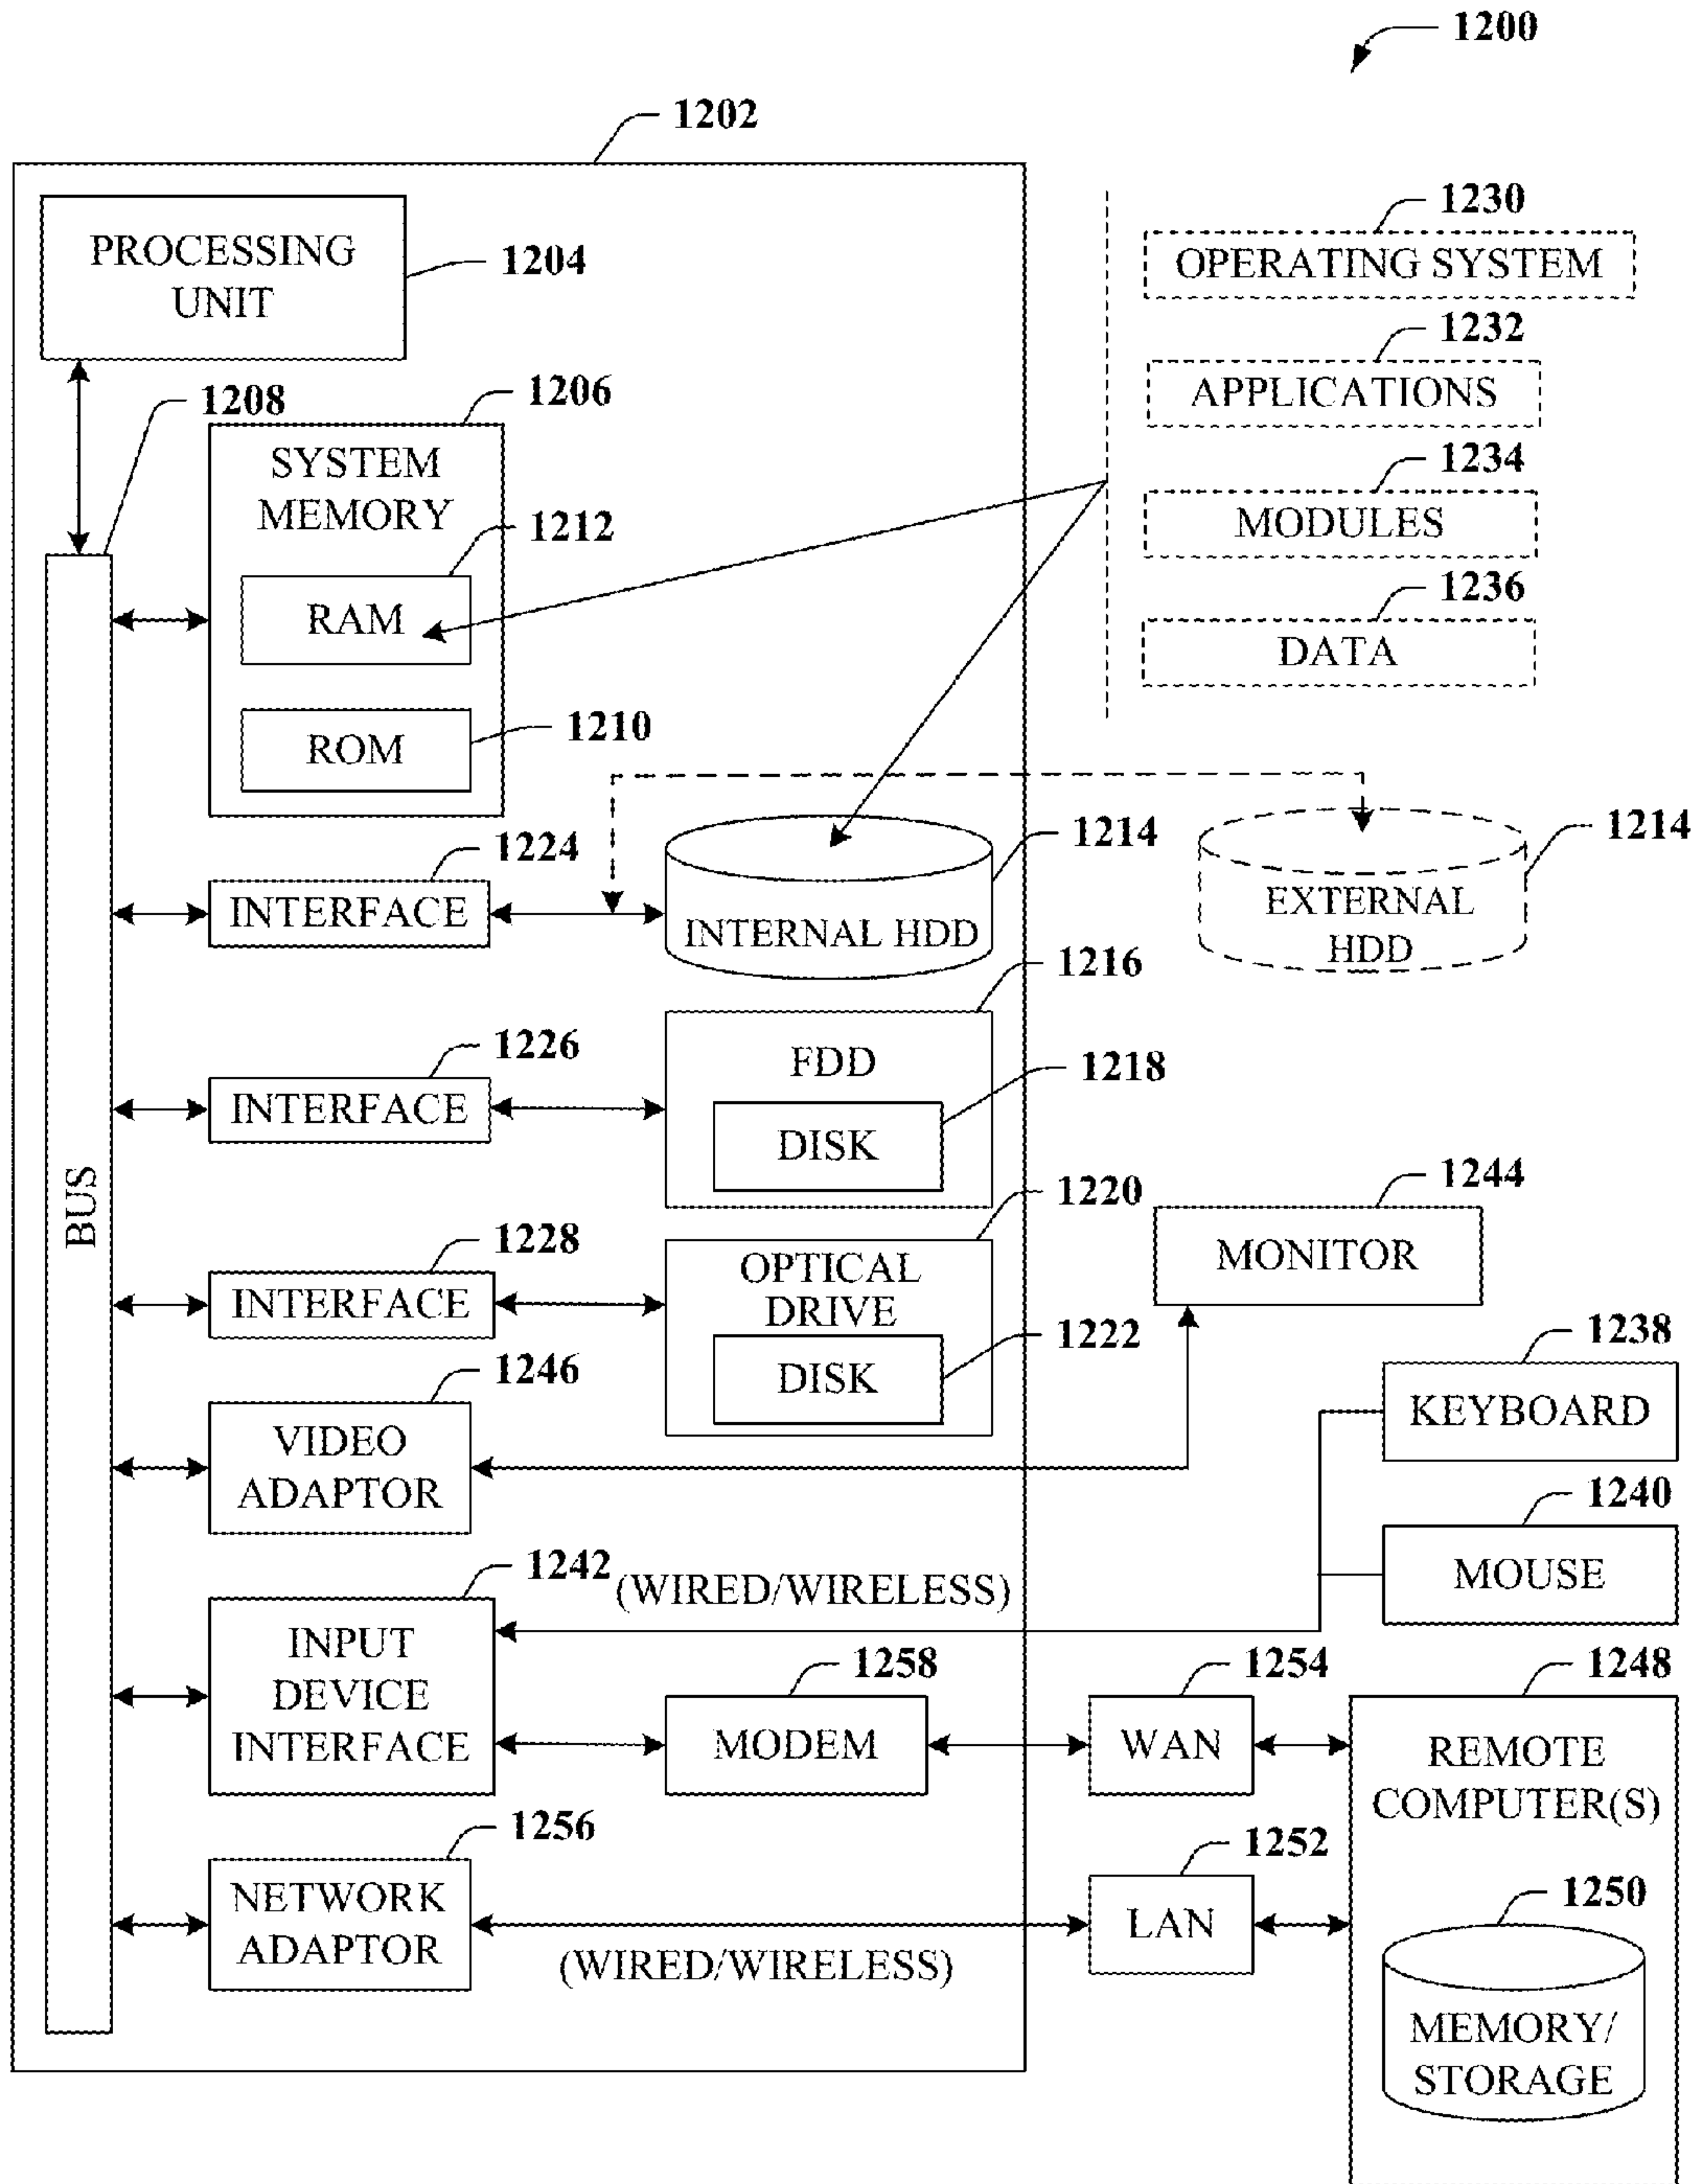 1200
1202
PROCESSING
UNIT
1204
1230
OPERATING SYSTEM
1232
APPLICATIONS
1234
MODULES
1236
DATA
1208
1206
SYSTEM
MEMORY
1212
RAM
1210
ROM
BUS
1224
INTERFACE
1214
INTERNAL HDD
1214
EXTERNAL
HDD
1226
INTERFACE
1216
FDD
1218
DISK
1228
INTERFACE
1220
OPTICAL
DRIVE
1222
DISK
1244
MONITOR
1246
VIDEO
ADAPTOR
1238
KEYBOARD
1240
MOUSE
1242
(WIRED/WIRELESS)
INPUT
DEVICE
INTERFACE
1258
MODEM
1254
WAN
1248
REMOTE
COMPUTER(S)
1256
NETWORK
ADAPTOR
(WIRED/WIRELESS)
1252
LAN
1250
MEMORY/
STORAGE